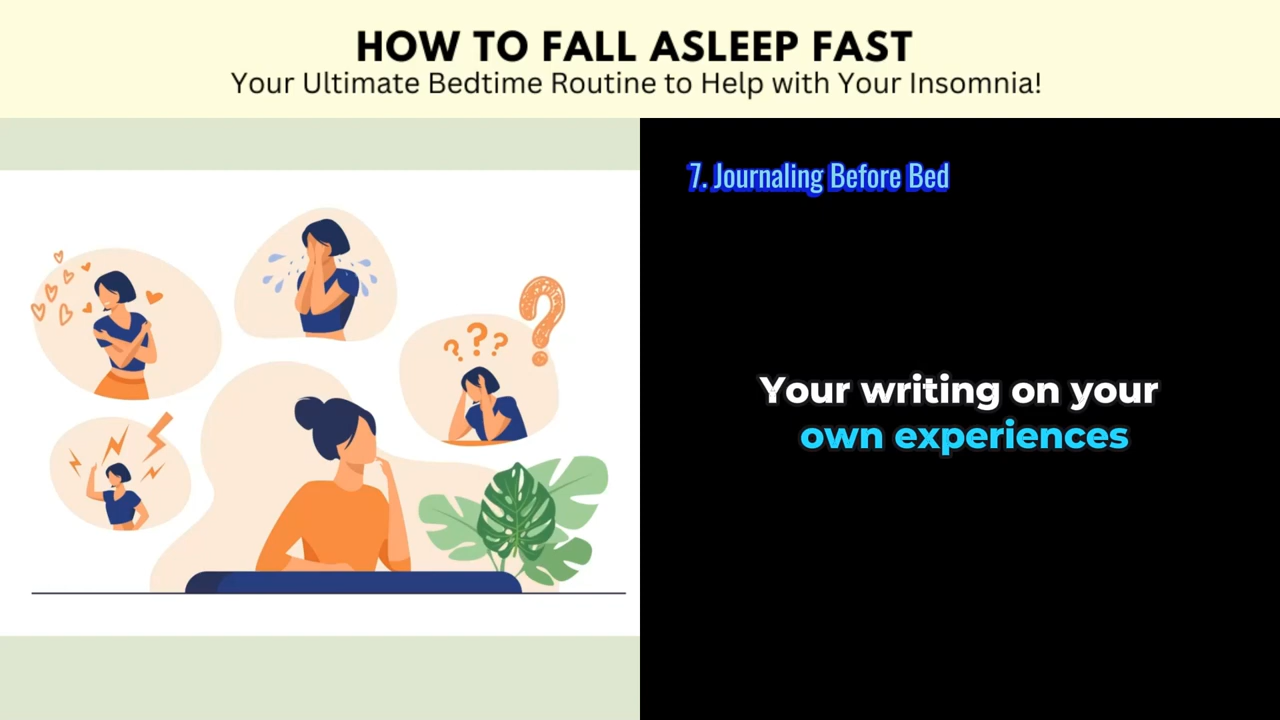 HOW TO FALL ASLEEP FAST
Your Ultimate Bedtime Routine to Help with Your Insomnia!
7. Journaling Before Bed
Your writing on your
own experiences